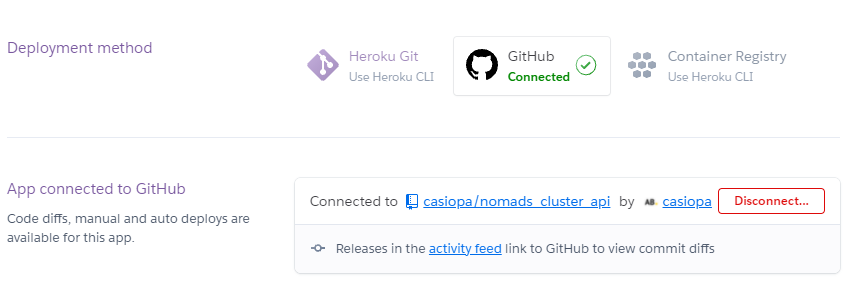 Deployment method
Heroku Git
Use Heroku CLI
GitHub
Connected
Container Registry
Use Heroku CLI
App connected to GitHub
Code diffs, manual and auto deploys are
available for this app.
Connected to casiopa/nomads_cluster_api by AB. casiopa Disconnect...
Releases in the activity feed link to GitHub to view commit diffs